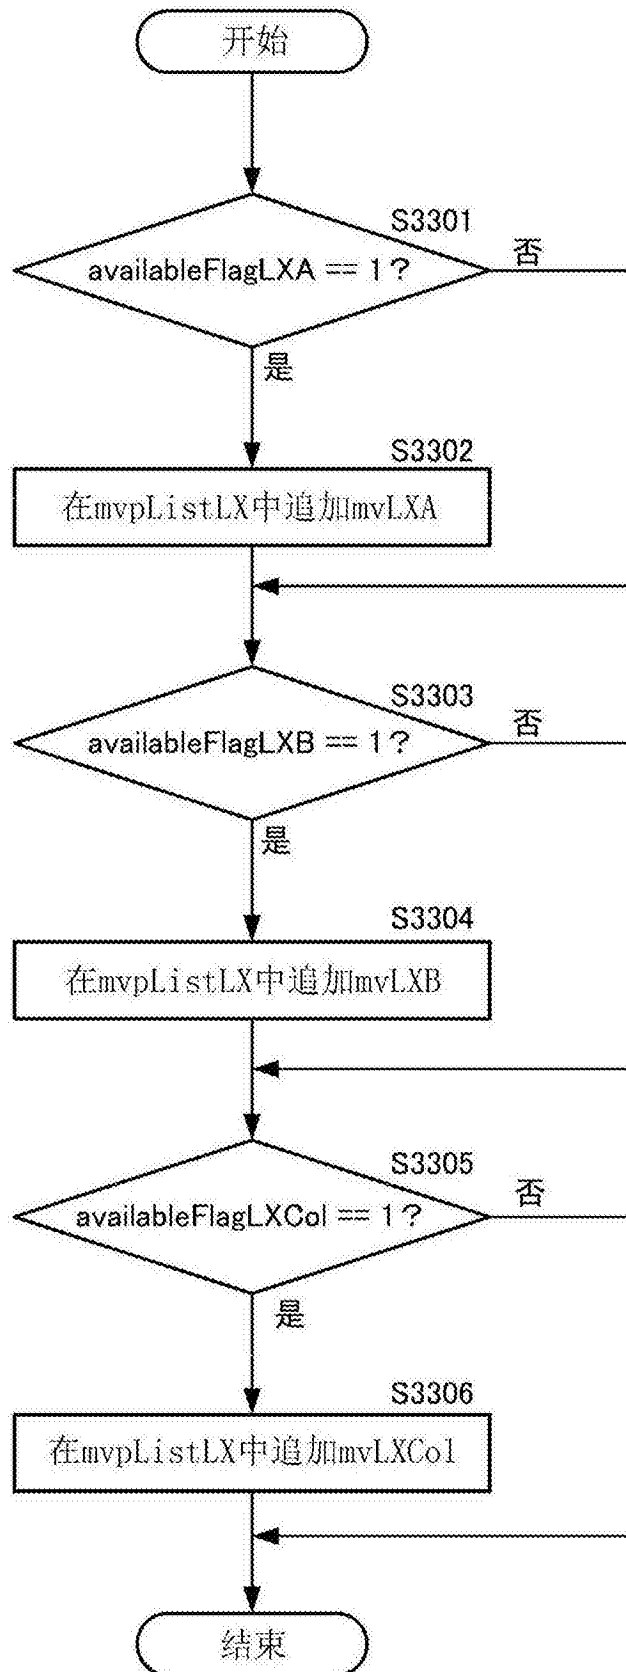 开始
S3301
availableFlagLXA == 1?
否
是
S3302
在mvpListLX中追加mvLXA
S3303
availableFlagLXB == 1?
否
是
S3304
在mvpListLX中追加mvLXB
S3305
availableFlagLXCol == 1?
否
是
S3306
在mvpListLX中追加mvLXCol
结束